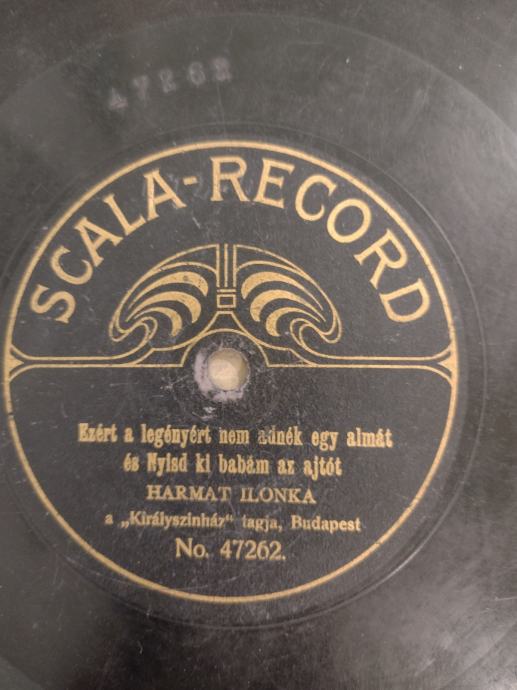 47262
SCALA-RECORD
Ezért a legényért nem adnék egy almát
és Nyisd ki babám az ajtót
HARMAT ILONKA
a „Királyszinház“ tagja, Budapest
No. 47262.